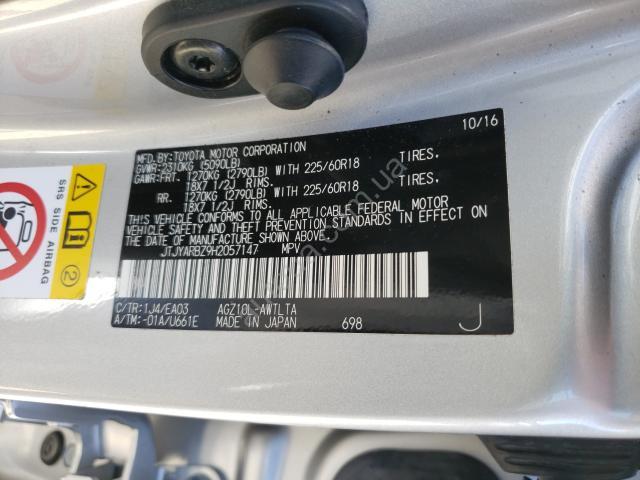 10/16
MFD.BY:TOYOTA MOTOR CORPORATION
GVWR:2310KG (5090LB)
GAWR:FRT. 1270KG (2790LB) WITH 225/60R18 TIRES.
18X7 1/2J RIMS.
RR. 1270KG (2790LB) WITH 225/60R18 TIRES.
18X7 1/2J RIMS.
THIS VEHICLE CONFORMS TO ALL APPLICABLE FEDERAL MOTOR
VEHICLE SAFETY AND THEFT PREVENTION STANDARDS IN EFFECT ON
THE DATE OF MANUFACTURE SHOWN ABOVE.
JTJYARBZ9H2057147 MPV
C/TR:1J4/EA03 AGZ10L-AWTLTA
A/TM:-01A/U661E MADE IN JAPAN 698 J
SRS SIDE AIRBAG
2